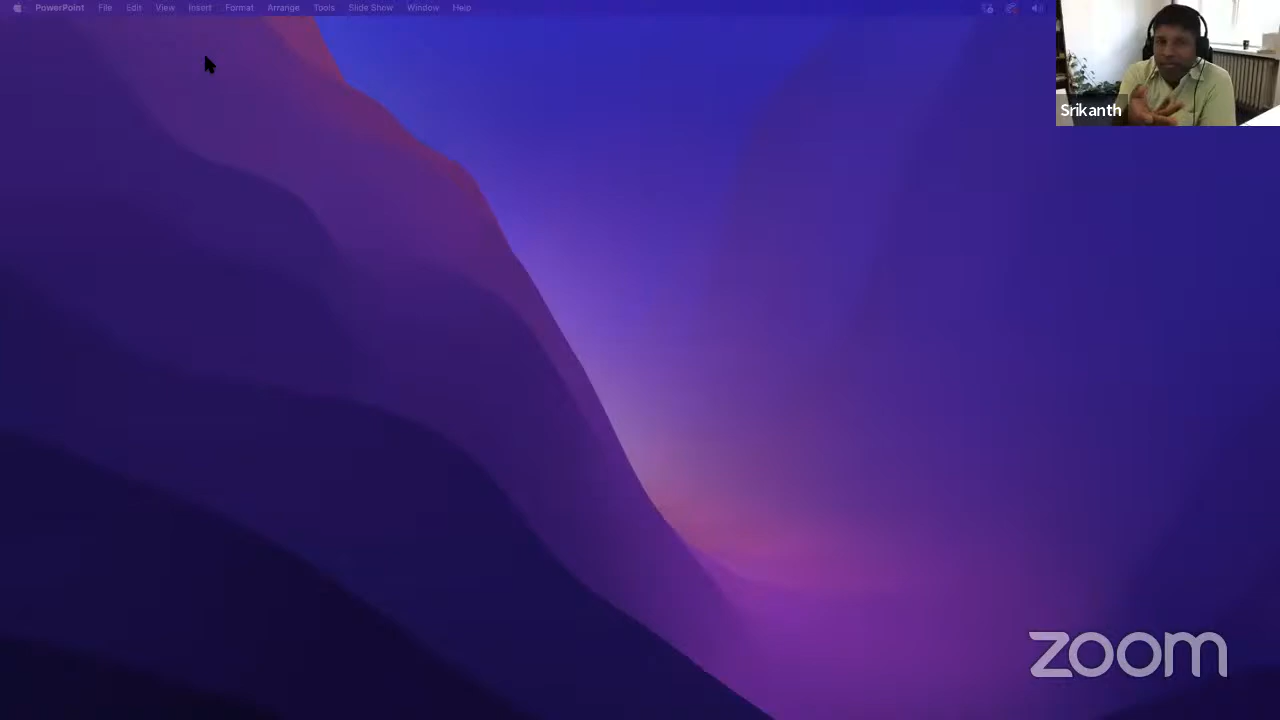 PowerPoint File Edit View Insert Format Arrange Tools Slide Show Window Help
Srikanth
zoom